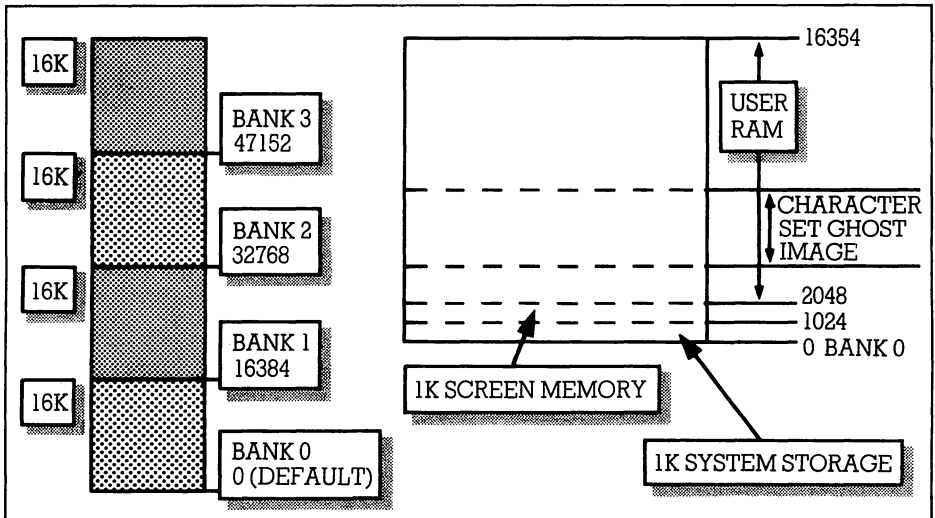 16K
BANK 3
47152
16K
BANK 2
32768
16K
BANK 1
16384
16K
BANK 0
0 (DEFAULT)
16354
USER
RAM
CHARACTER
SET GHOST
IMAGE
2048
1024
0 BANK 0
1K SCREEN MEMORY
1K SYSTEM STORAGE